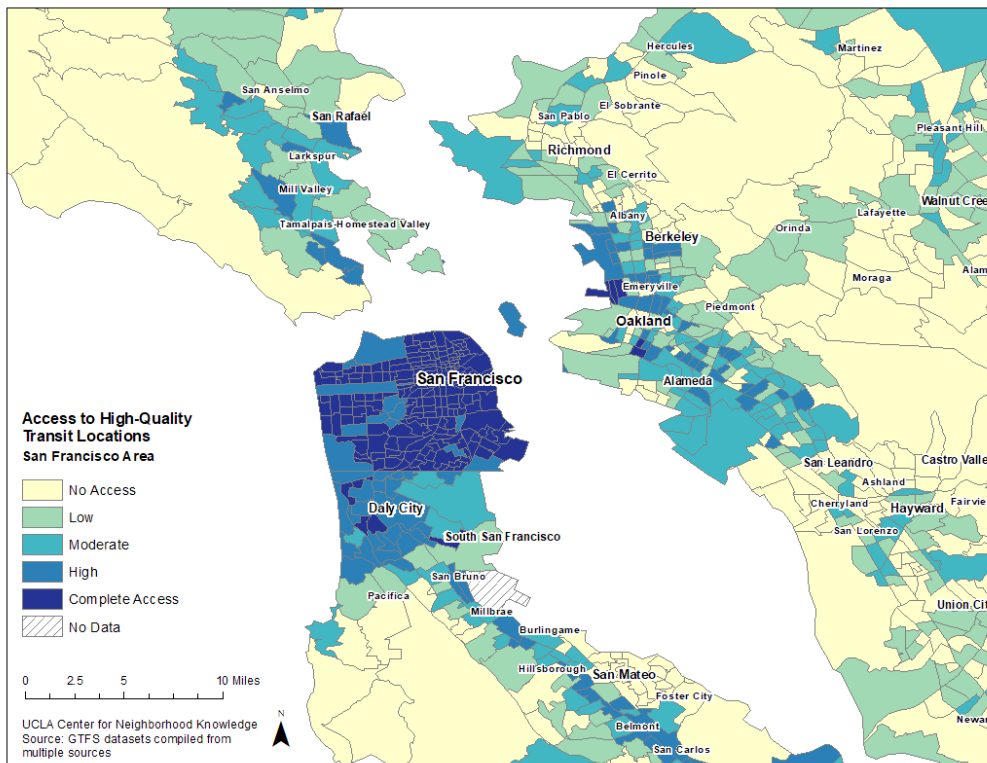 Hercules
Martinez
Pinole
San Anselmo
El Sobrante
San Rafael
San Pablo
Pleasant Hill
Richmond
Larkspur
El Cerrito
Mill Valley
Walnut Cree
Albany
Lafayette
Tamalpais-Homestead Valley
Orinda
Berkeley
Moraga
Alam
Emeryville
Piedmont
Oakland
San Francisco
Alameda
Access to High-Quality
Transit Locations
San Francisco Area
No Access
Low
Moderate
High
Complete Access
No Data
San Leandro
Castro Valle
Ashland
Cherryland
Hayward
Fairvie
Daly City
San Lorenzo
South San Francisco
San Bruno
Pacifica
Millbrae
Union City
Burlingame
Hillsborough
San Mateo
Foster City
Belmont
Newar
San Carlos
0 2.5 5 10 Miles
N
UCLA Center for Neighborhood Knowledge
Source: GTFS datasets compiled from
multiple sources